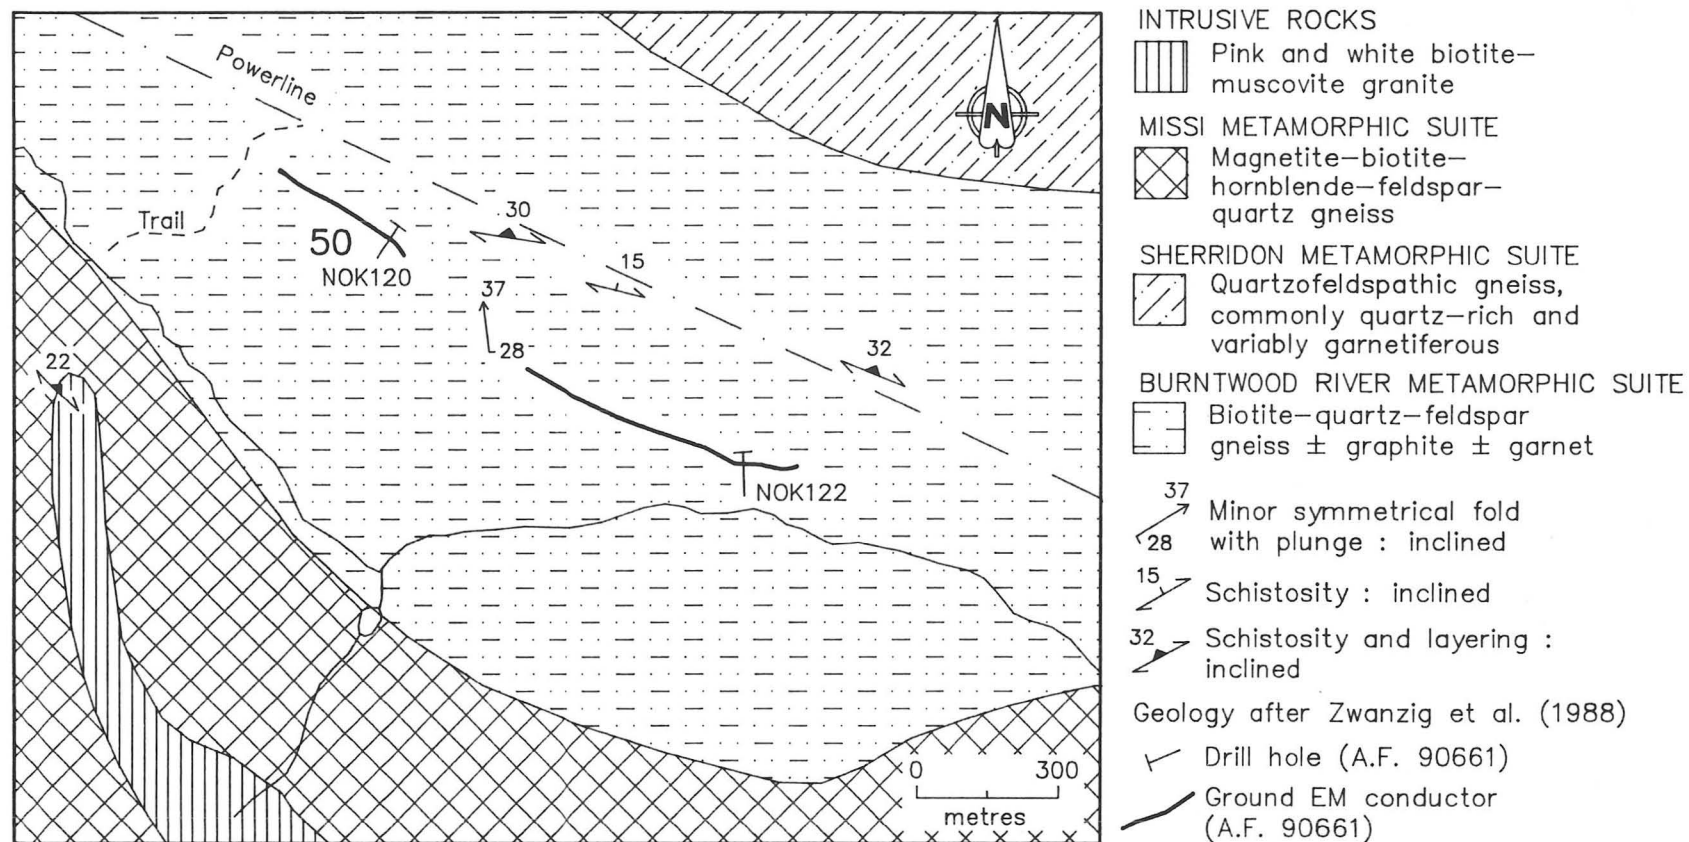 Powerline
Trail
50
NOK120
30
15
37
28
32
22
NOK122
N
0 300
metres
INTRUSIVE ROCKS
Pink and white biotite–
muscovite granite
MISSI METAMORPHIC SUITE
Magnetite–biotite–
hornblende–feldspar–
quartz gneiss
SHERRIDON METAMORPHIC SUITE
Quartzofeldspathic gneiss,
commonly quartz–rich and
variably garnetiferous
BURNTWOOD RIVER METAMORPHIC SUITE
Biotite–quartz–feldspar
gneiss ± graphite ± garnet
37
28
Minor symmetrical fold
with plunge : inclined
15
Schistosity : inclined
32
Schistosity and layering :
inclined
Geology after Zwanzig et al. (1988)
Drill hole (A.F. 90661)
Ground EM conductor
(A.F. 90661)